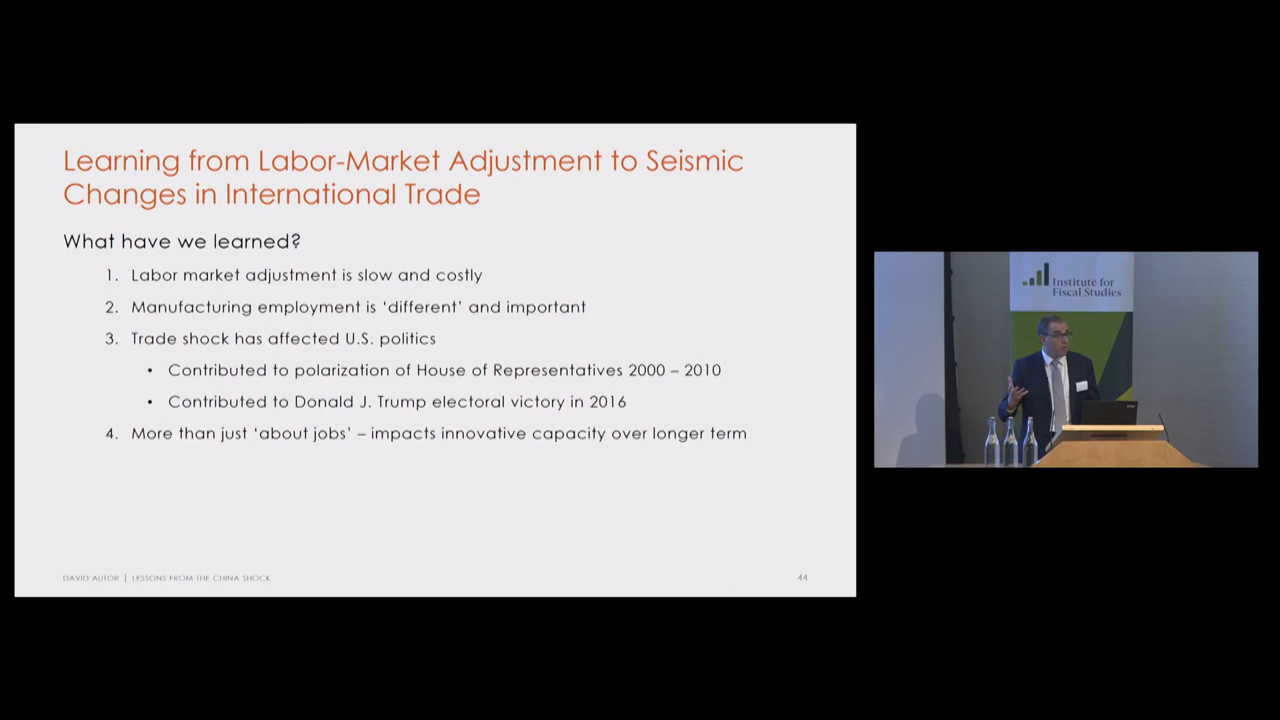 Learning from Labor-Market Adjustment to Seismic
Changes in International Trade
What have we learned?
1. Labor market adjustment is slow and costly
2. Manufacturing employment is ‘different’ and important
3. Trade shock has affected U.S. politics
• Contributed to polarization of House of Representatives 2000 – 2010
• Contributed to Donald J. Trump electoral victory in 2016
4. More than just ‘about jobs’ – impacts innovative capacity over longer term
DAVID AUTOR | LESSONS FROM THE CHINA SHOCK
44
Institute for
Fiscal Studies